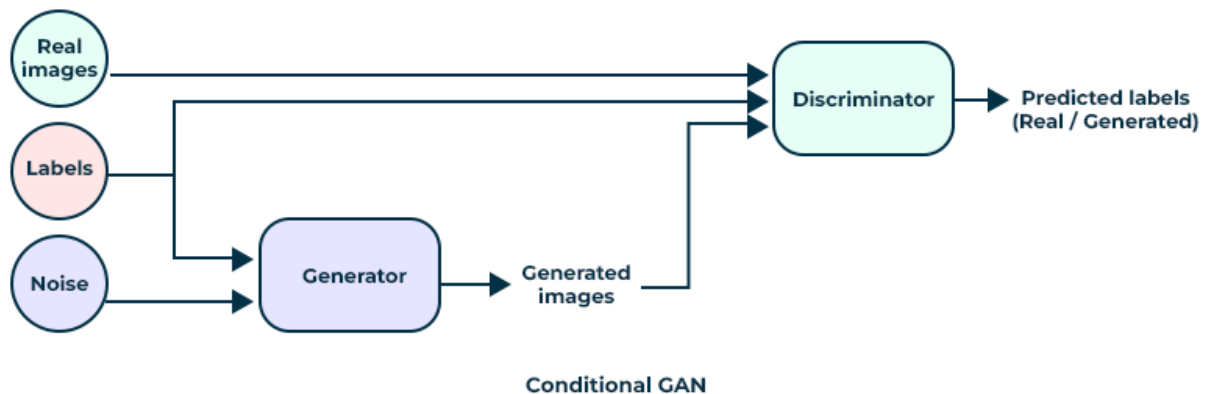 Real
images
Labels
Noise
Generator
Generated
images
Discriminator
Predicted labels
(Real / Generated)
Conditional GAN